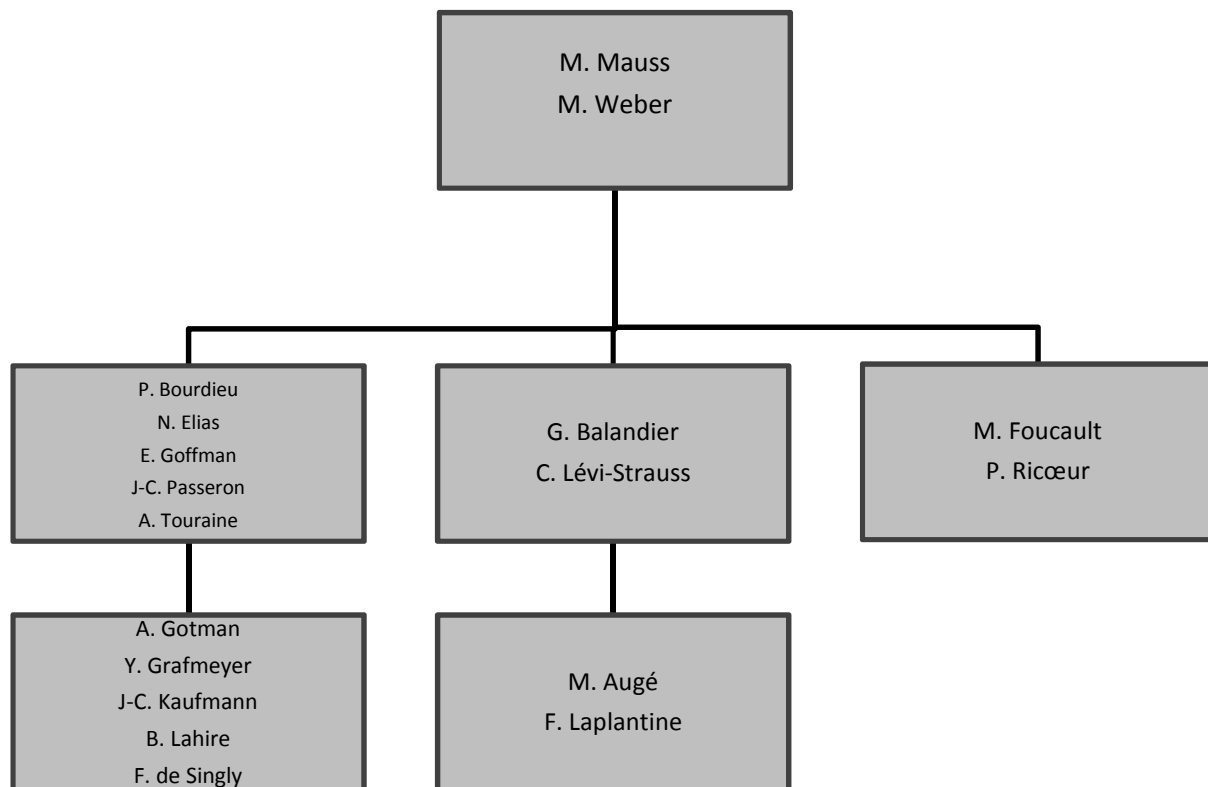 M. Mauss
M. Weber
P. Bourdieu
N. Elias
E. Goffman
J-C. Passeron
A. Touraine
G. Balandier
C. Lévi-Strauss
M. Foucault
P. Ricœur
A. Gotman
Y. Grafmeyer
J-C. Kaufmann
B. Lahire
F. de Singly
M. Augé
F. Laplantine